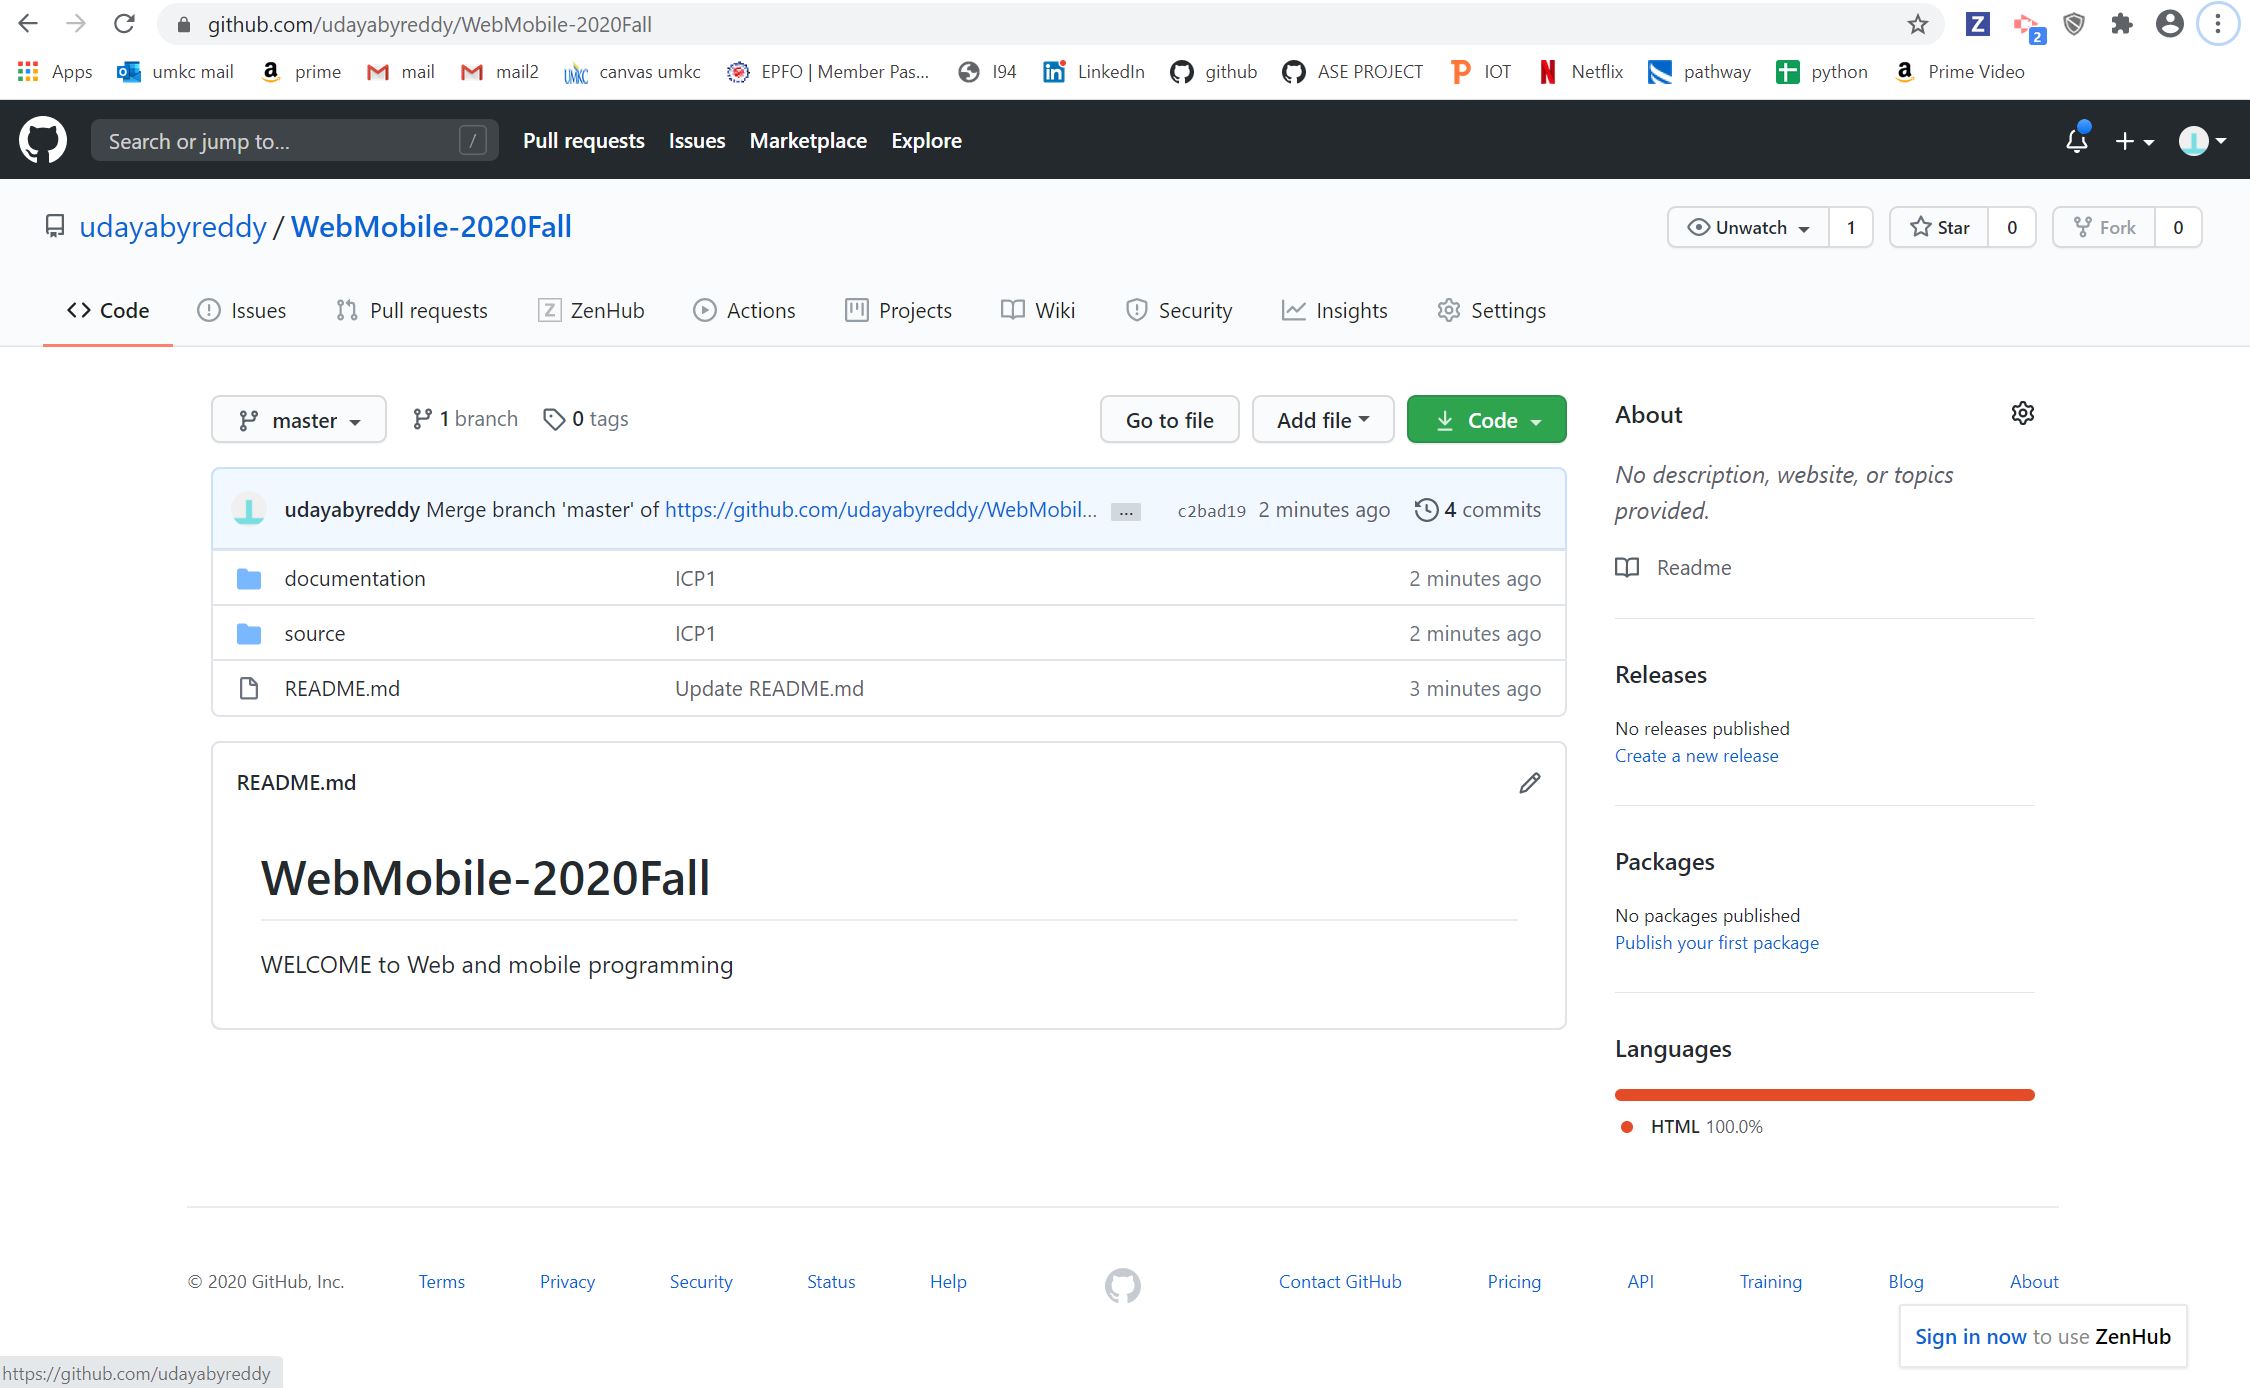 github.com/udayabyreddy/WebMobile-2020Fall
2
Apps umkc mail prime mail mail2 canvas umkc EPFO | Member Pas... I94 LinkedIn github ASE PROJECT IOT Netflix pathway python Prime Video
Search or jump to... / Pull requests Issues Marketplace Explore
udayabyreddy / WebMobile-2020Fall Unwatch 1 Star 0 Fork 0
Code Issues Pull requests ZenHub Actions Projects Wiki Security Insights Settings
master 1 branch 0 tags Go to file Add file Code
udayabyreddy Merge branch 'master' of https://github.com/udayabyreddy/WebMobil... ... c2bad19 2 minutes ago 4 commits
documentation ICP1 2 minutes ago
source ICP1 2 minutes ago
README.md Update README.md 3 minutes ago
README.md
WebMobile-2020Fall
WELCOME to Web and mobile programming
About
No description, website, or topics
provided.
Readme
Releases
No releases published
Create a new release
Packages
No packages published
Publish your first package
Languages
HTML 100.0%
© 2020 GitHub, Inc. Terms Privacy Security Status Help Contact GitHub Pricing API Training Blog About
Sign in now to use ZenHub
https://github.com/udayabyreddy